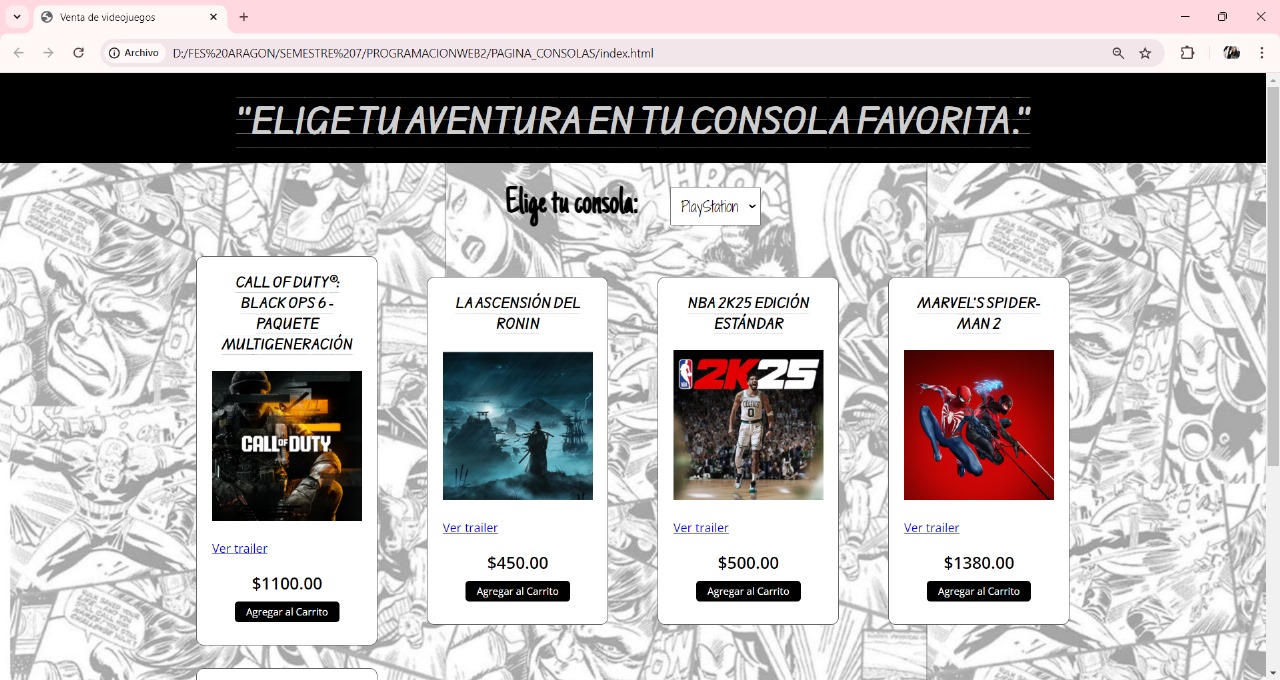 Venta de videojuegos
Archivo
D:/FES%20ARAGON/SEMESTRE%207/PROGRAMACIONWEB2/PAGINA_CONSOLAS/index.html
"ELIGE TU AVENTURA EN TU CONSOLA FAVORITA."
Elige tu consola:
PlayStation
CALL OF DUTY®:
BLACK OPS 6 -
PAQUETE
MULTIGENERACIÓN
CALL OF DUTY
Ver trailer
$1100.00
Agregar al Carrito
LA ASCENSIÓN DEL
RONIN
Ver trailer
$450.00
Agregar al Carrito
NBA 2K25 EDICIÓN
ESTÁNDAR
NBA
2K25
Ver trailer
$500.00
Agregar al Carrito
MARVEL'S SPIDER-
MAN 2
Ver trailer
$1380.00
Agregar al Carrito